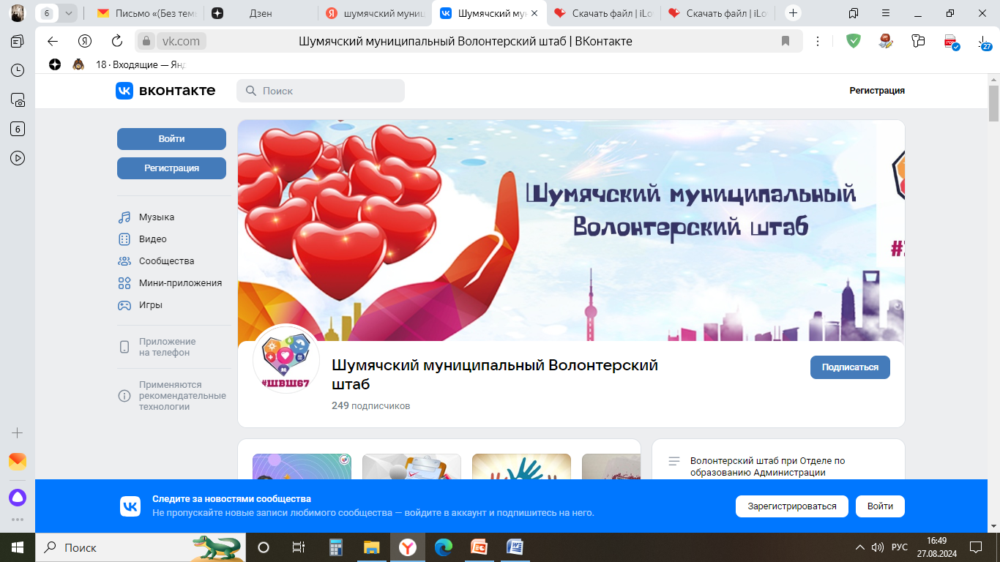 6
Письмо «(Без тем
Дзен
шумячский муниц
Шумячский му
Скачать файл | iLo
Скачать файл | iLo
vk.com
Шумячский муниципальный Волонтерский штаб | ВКонтакте
PDF
27
18 · Входящие — Янд
6
вконтакте
Поиск
Регистрация
Войти
Регистрация
Музыка
Видео
Сообщества
Мини-приложения
Игры
Приложение
на телефон
Применяются
рекомендательные
технологии
Шумячский муниципальный
Волонтерский штаб
#ШВШ67
Шумячский муниципальный Волонтерский
штаб
249 подписчиков
Подписаться
Волонтерский штаб при Отделе по
образованию Администрации
Следите за новостями сообщества
Не пропускайте новые записи любимого сообщества — войдите в аккаунт и подпишитесь на него.
Зарегистрироваться
Войти
Поиск
РУС
16:49
27.08.2024